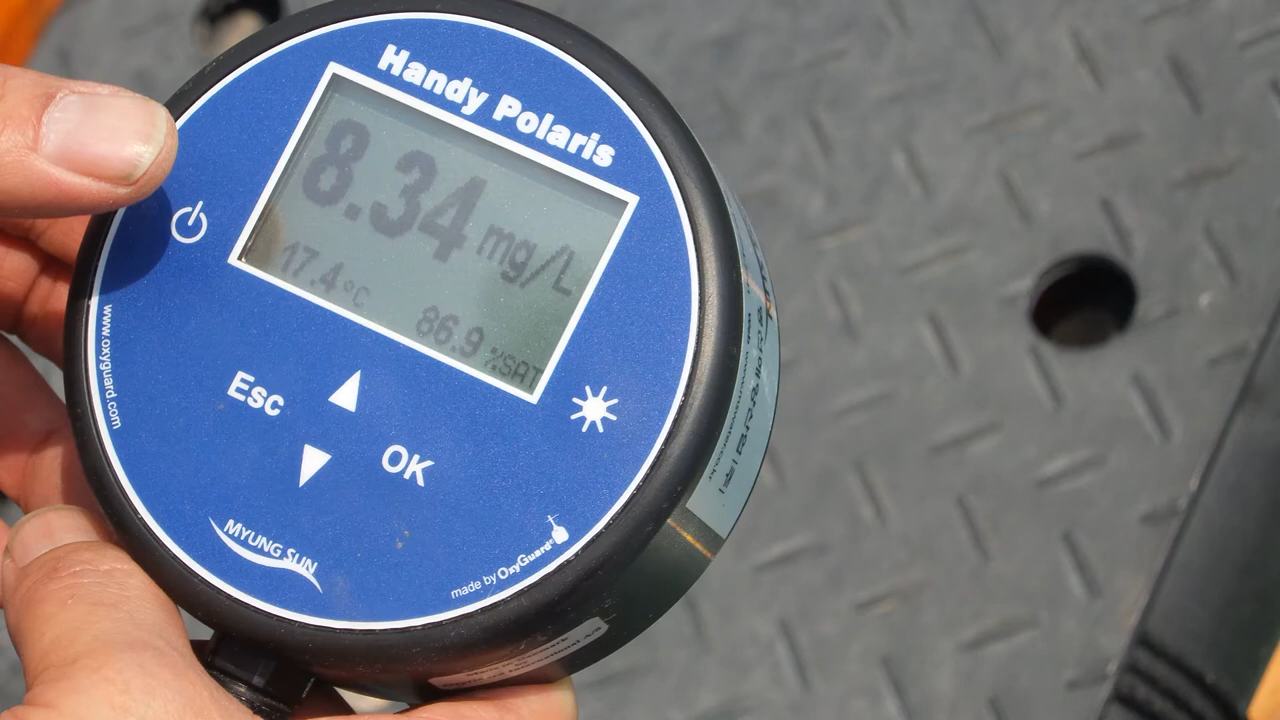 Handy Polaris
8.34 mg/L
17.4°C 86.9 %SAT
Esc
OK
www.oxyguard.com
MYUNG SUN
made by OxyGuard